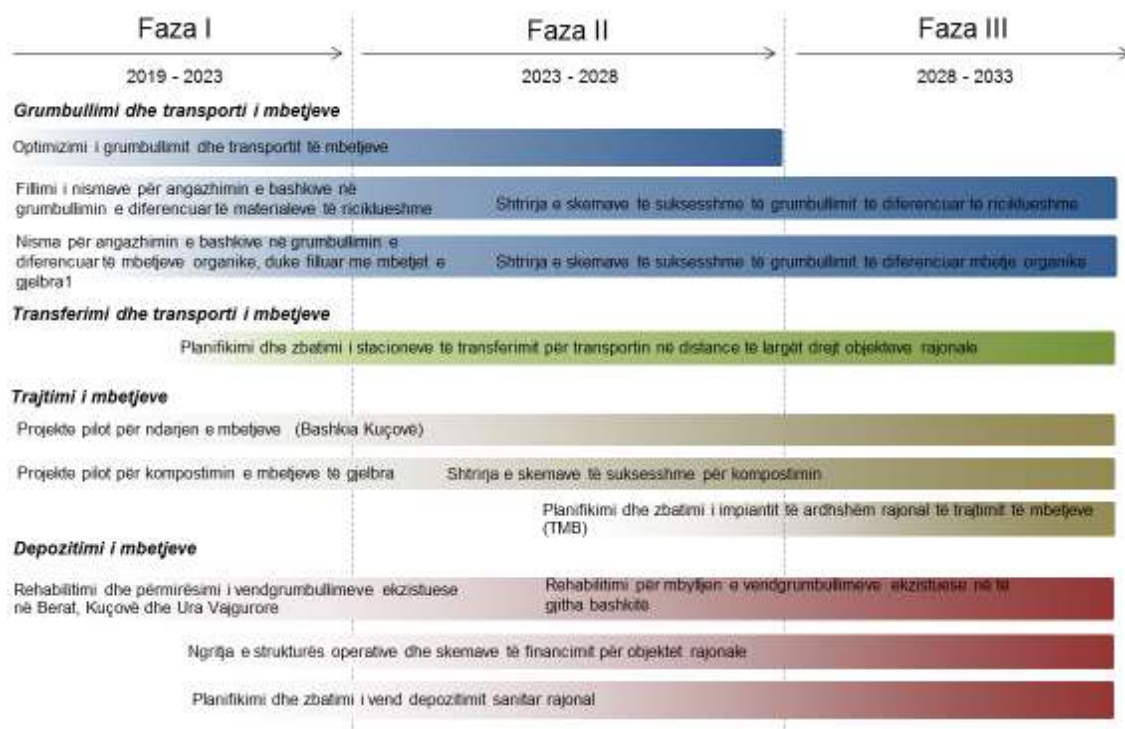 Faza I
Faza II
Faza III
2019 - 2023
2023 - 2028
2028 - 2033
Grumbullimi dhe transporti i mbetjeve
Optimizimi i grumbullimit dhe transportit të mbetjeve
Fillimi i nismave për angazhimin e bashkive në
grumbullimin e diferencuar të materialeve të riciklueshme
Shtrirja e skemave të suksesshme të grumbullimit të diferencuar të riciklueshme
Nisma për angazhimin e bashkive në grumbullimin e
diferencuar të mbetjeve organike, duke filluar me mbetjet e
gjelbra1
Shtrirja e skemave të suksesshme të grumbullimit të diferencuar mbetje organike
Transferimi dhe transporti i mbetjeve
Planifikimi dhe zbatimi i stacioneve të transferimit për transportin në distance të largët drejt objekteve rajonale
Trajtimi i mbetjeve
Projekte pilot për ndarjen e mbetjeve (Bashkia Kuçovë)
Projekte pilot për kompostimin e mbetjeve të gjelbra
Shtrirja e skemave të suksesshme për kompostimin
Planifikimi dhe zbatimi i impiantit të ardhshëm rajonal të trajtimit të mbetjeve
(TMB)
Depozitimi i mbetjeve
Rehabilitimi dhe përmirësimi i vendgrumbullimeve ekzistuese
në Berat, Kuçovë dhe Ura Vajgurore
Rehabilitimi për mbylljen e vendgrumbullimeve ekzistuese në të
gjitha bashkitë
Ngritja e strukturës operative dhe skemave të financimit për objektet rajonale
Planifikimi dhe zbatimi i vend depozitimit sanitar rajonal